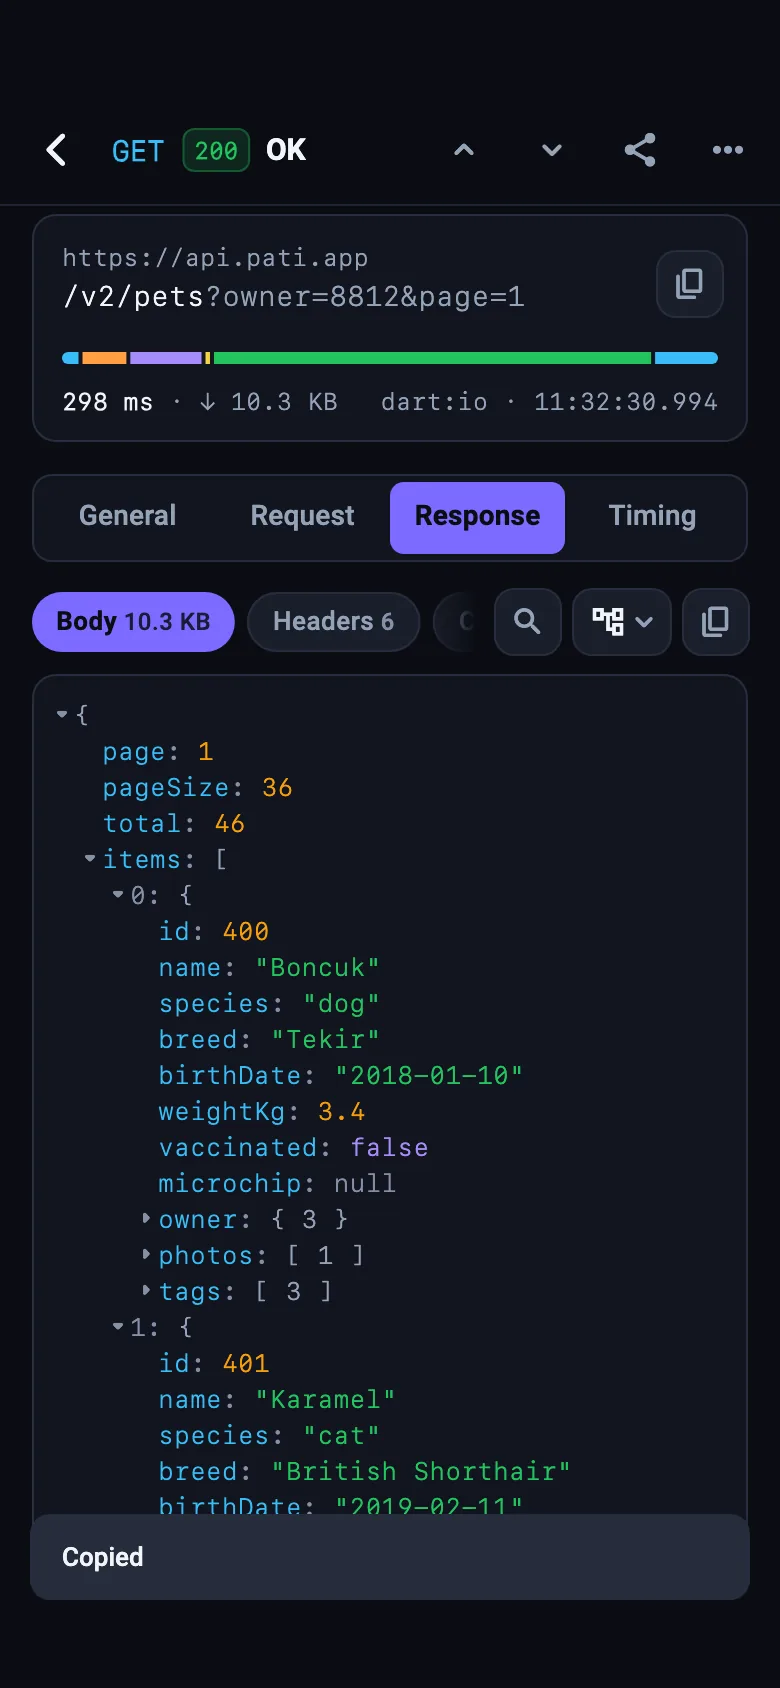 GET 200 OK
https://api.pati.app
/v2/pets?owner=8812&page=1
298 ms · ↓ 10.3 KB dart:io · 11:32:30.994
General Request Response Timing
Body 10.3 KB Headers 6
{
page: 1
pageSize: 36
total: 46
items: [
0: {
id: 400
name: "Boncuk"
species: "dog"
breed: "Tekir"
birthDate: "2018-01-10"
weightKg: 3.4
vaccinated: false
microchip: null
owner: { 3 }
photos: [ 1 ]
tags: [ 3 ]
1: {
id: 401
name: "Karamel"
species: "cat"
breed: "British Shorthair"
birthDate: "2019-02-11"
Copied